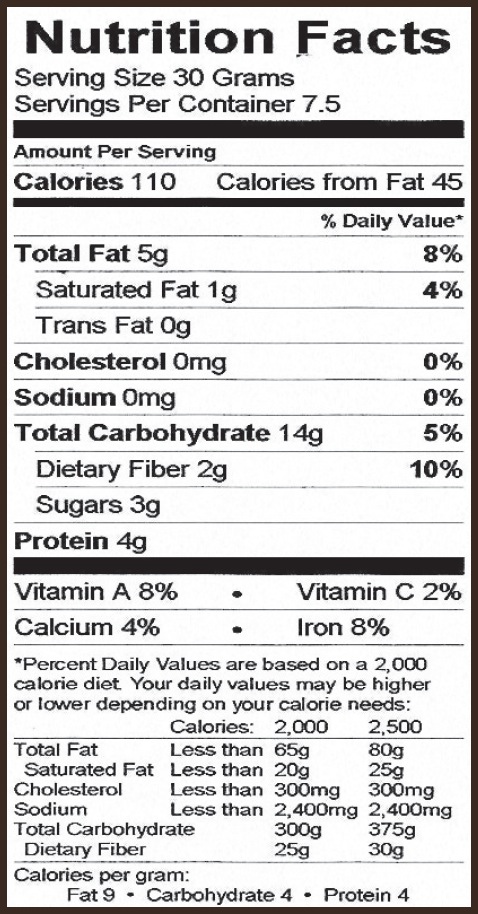 Nutrition Facts
Serving Size 30 Grams
Servings Per Container 7.5
Amount Per Serving
Calories 110 Calories from Fat 45
% Daily Value*
Total Fat 5g 8%
Saturated Fat 1g 4%
Trans Fat 0g
Cholesterol 0mg 0%
Sodium 0mg 0%
Total Carbohydrate 14g 5%
Dietary Fiber 2g 10%
Sugars 3g
Protein 4g
Vitamin A 8% • Vitamin C 2%
Calcium 4% • Iron 8%
*Percent Daily Values are based on a 2,000
calorie diet. Your daily values may be higher
or lower depending on your calorie needs:
Calories: 2,000 2,500
Total Fat Less than 65g 80g
Saturated Fat Less than 20g 25g
Cholesterol Less than 300mg 300mg
Sodium Less than 2,400mg 2,400mg
Total Carbohydrate 300g 375g
Dietary Fiber 25g 30g
Calories per gram:
Fat 9 • Carbohydrate 4 • Protein 4